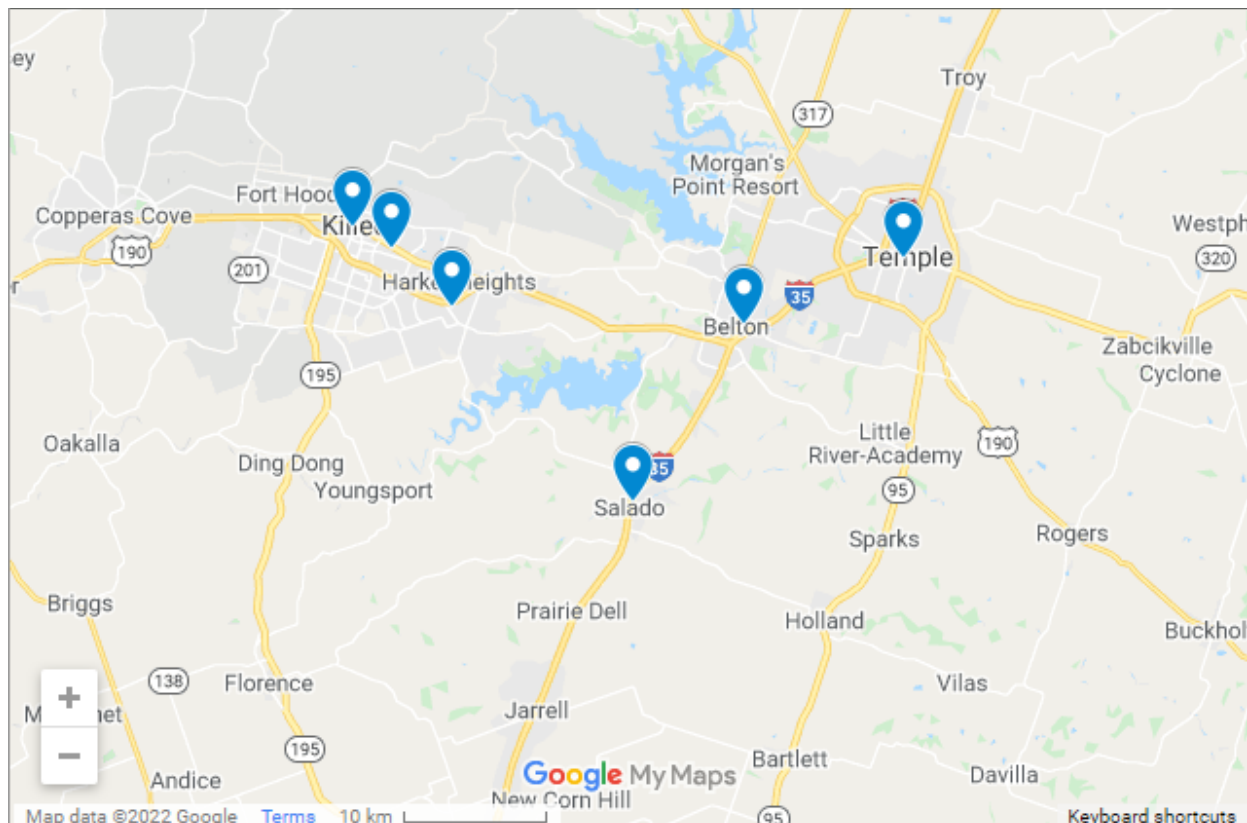 ey
Troy
317
Morgan's
Point Resort
Fort Hood
Copperas Cove
Westph
190
Temple
320
201
Harke Heights
35
Belton
Zabcikville
Cyclone
195
Oakalla
Little
River-Academy
190
Ding Dong
35
Youngsport
95
Salado
Sparks
Rogers
Briggs
Prairie Dell
Holland
Buckhol
+
138
Florence
Vilas
Jarrell
−
195
Bartlett
Andice
Google My Maps
Davilla
New Corn Hill
95
Map data ©2022 Google Terms 10 km Keyboard shortcuts